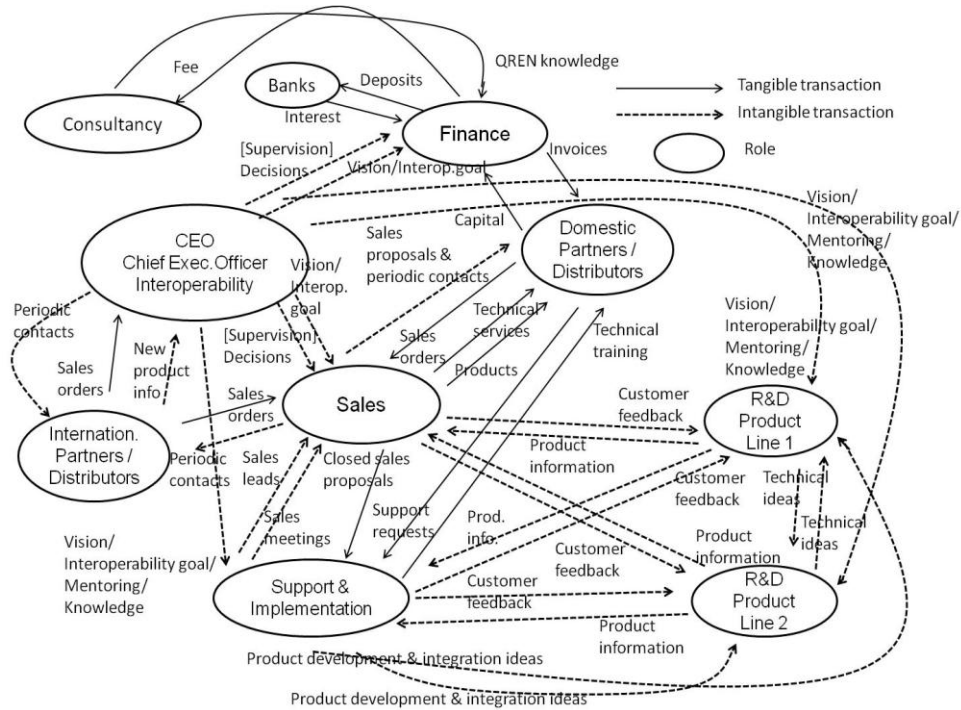 Fee
QREN knowledge
Banks
Deposits
Interest
Consultancy
Finance
Tangible transaction
Intangible transaction
Role
[Supervision]
Decisions
Vision/Interop.goal
Invoices
Capital
CEO
Chief Exec.Officer
Interoperability
Sales
proposals &
periodic contacts
Domestic
Partners /
Distributors
Vision/
Interoperability goal/
Mentoring/
Knowledge
Vision/
Interop.
goal
Periodic
contacts
Sales
orders
New
product
info
[Supervision]
Decisions
Sales
orders
Technical
services
Products
Technical
training
Vision/
Interoperability goal/
Mentoring/
Knowledge
Sales
Sales
orders
Customer
feedback
R&D
Product
Line 1
Internation.
Partners /
Distributors
Periodic
contacts
Sales
leads
Closed sales
proposals
Product
information
Customer
feedback
Technical
ideas
Sales
meetings
Support
requests
Prod.
info.
Technical
ideas
Vision/
Interoperability goal/
Mentoring/
Knowledge
Customer
feedback
Product
information
Support &
Implementation
Customer
feedback
R&D
Product
Line 2
Product
information
Product development & integration ideas
Product development & integration ideas